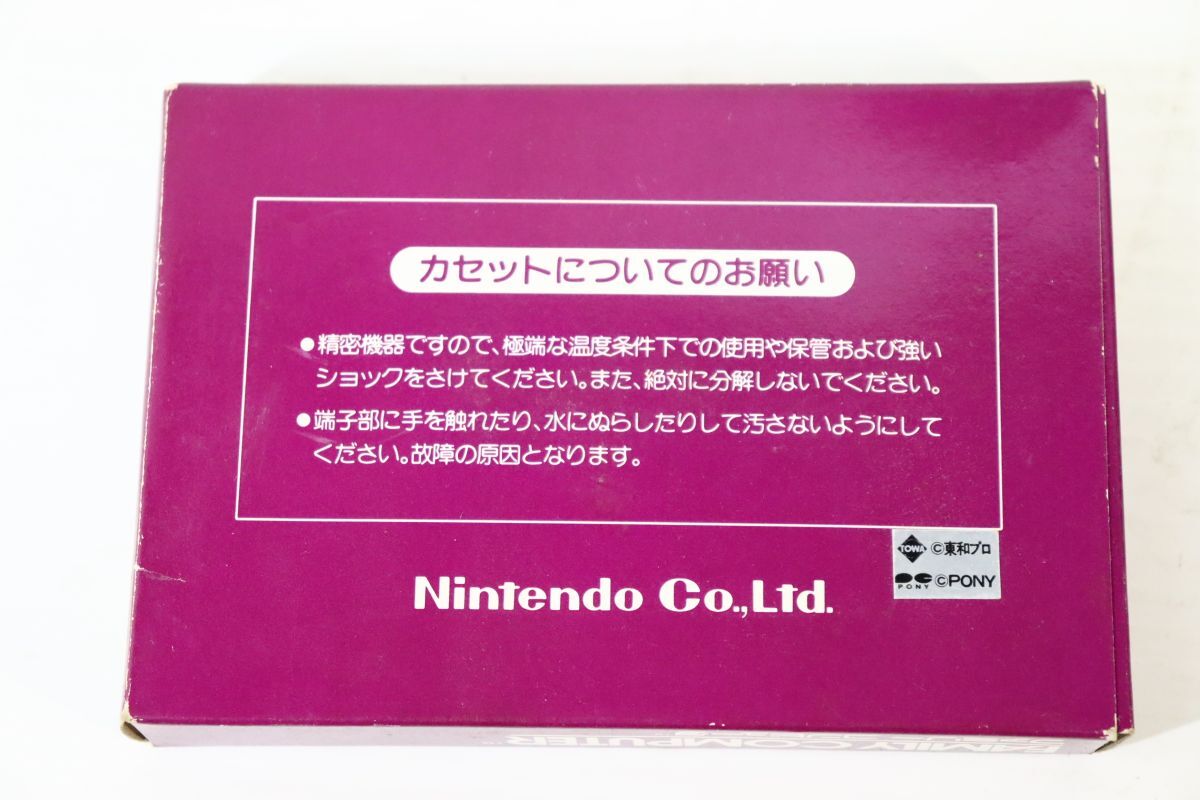 カセットについてのお願い
●精密機器ですので、極端な温度条件下での使用や保管および強い
ショックをさけてください。また、絶対に分解しないでください。
●端子部に手を触れたり、水にぬらしたりして汚さないようにして
ください。故障の原因となります。
TOWA ©東和プロ
PONY ©PONY
Nintendo Co.,Ltd.
FAMILY COMPUTER